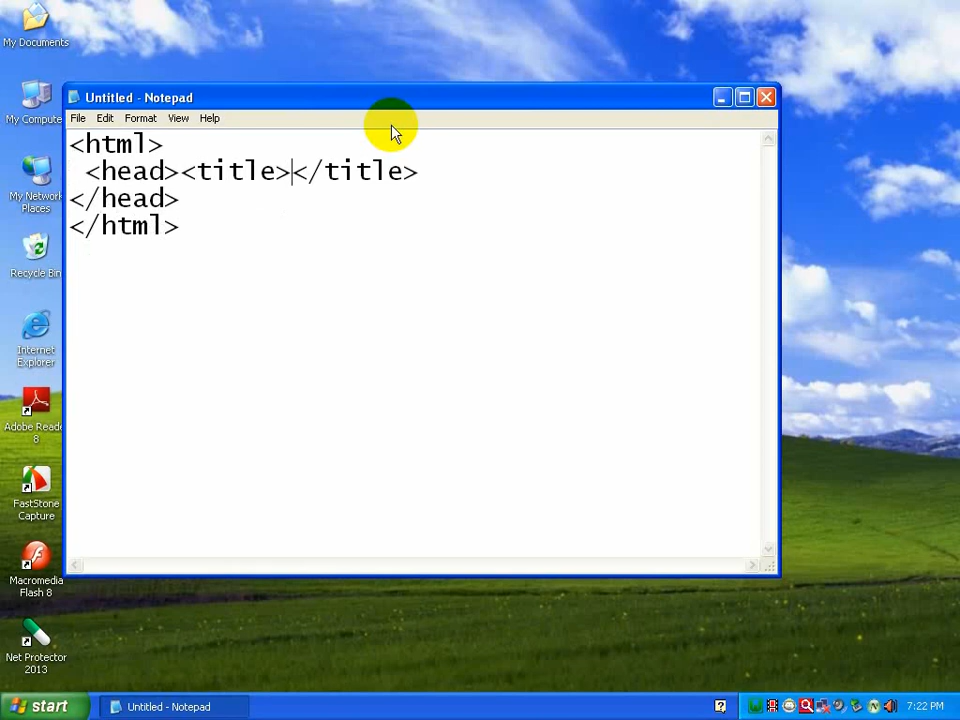 My Documents
My Compute
My Network
Places
Recycle Bin
Internet
Explorer
Adobe Reade
8
FastStone
Capture
Macromedia
Flash 8
Net Protector
2013
Untitled - Notepad
File Edit Format View Help
<html>
 <head><title></title>
</head>
</html>
start
Untitled - Notepad
7:22 PM